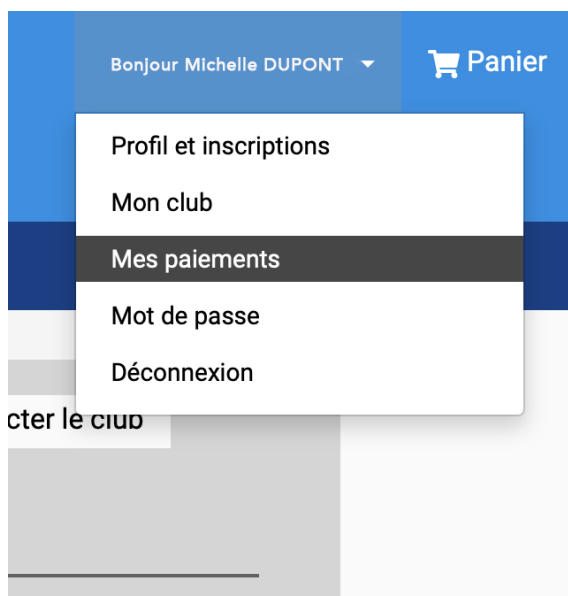 Bonjour Michelle DUPONT
Panier
Profil et inscriptions
Mon club
Mes paiements
Mot de passe
Déconnexion
cter le club